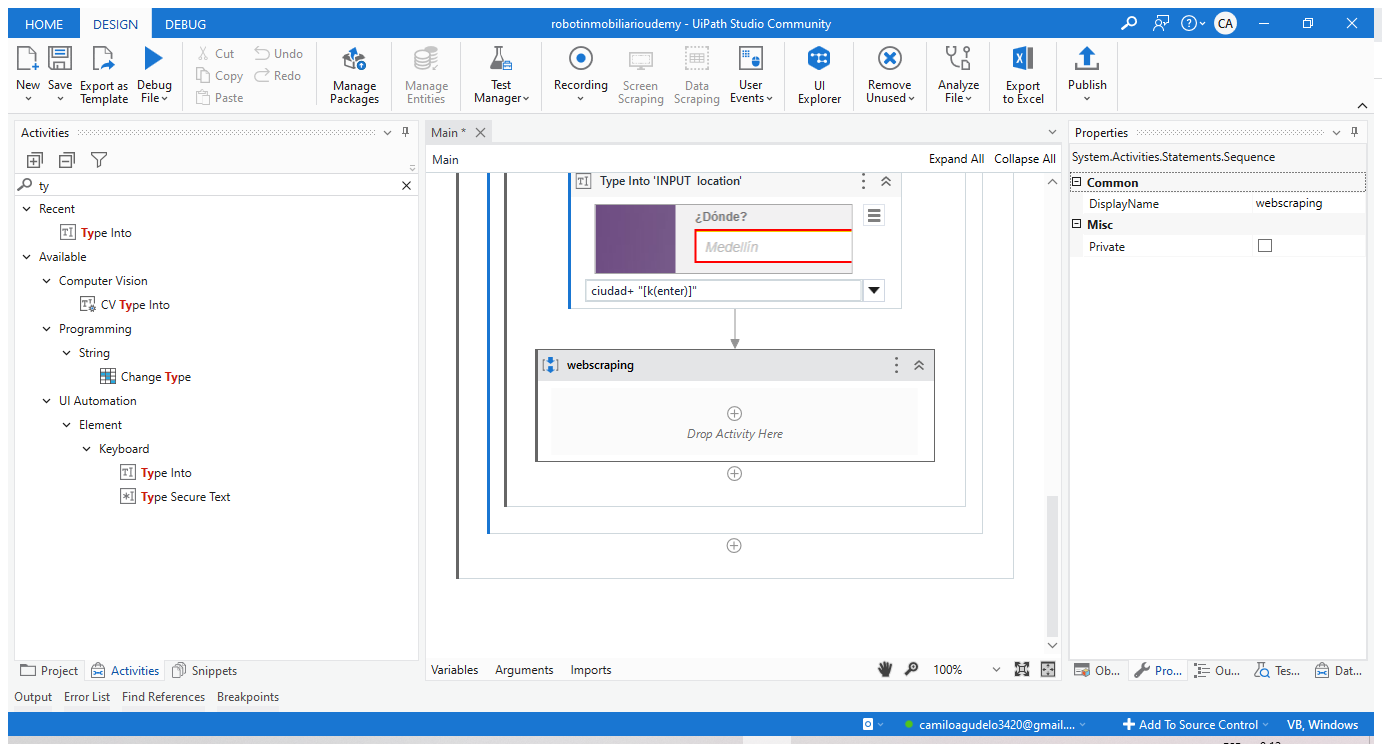 HOME DESIGN DEBUG robotinmobiliarioudemy - UiPath Studio Community CA
New Save Export as Template Debug File Cut Copy Paste Undo Redo Manage Packages Manage Entities Test Manager Recording Screen Scraping Data Scraping User Events UI Explorer Remove Unused Analyze File Export to Excel Publish
Activities
ty
Recent
Type Into
Available
Computer Vision
CV Type Into
Programming
String
Change Type
UI Automation
Element
Keyboard
Type Into
Type Secure Text
Project Activities Snippets
Main *
Main Expand All Collapse All
Type Into 'INPUT location'
¿Dónde?
Medellín
ciudad+ "[k(enter)]"
webscraping
Drop Activity Here
Variables Arguments Imports 100%
Properties
System.Activities.Statements.Sequence
Common
DisplayName webscraping
Misc
Private
Ob... Pro... Ou... Tes... Dat...
Output Error List Find References Breakpoints
camiloagudelo3420@gmail.... Add To Source Control VB, Windows